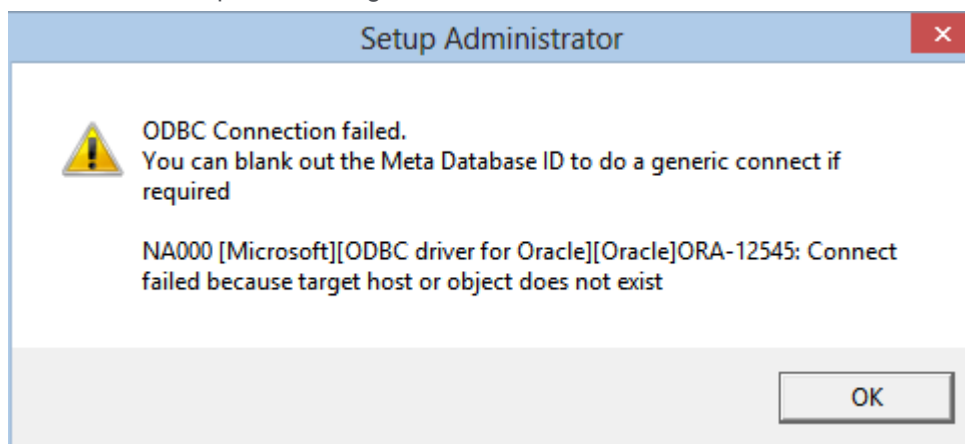 Setup Administrator
ODBC Connection failed.
You can blank out the Meta Database ID to do a generic connect if
required
NA000 [Microsoft][ODBC driver for Oracle][Oracle]ORA-12545: Connect
failed because target host or object does not exist
OK